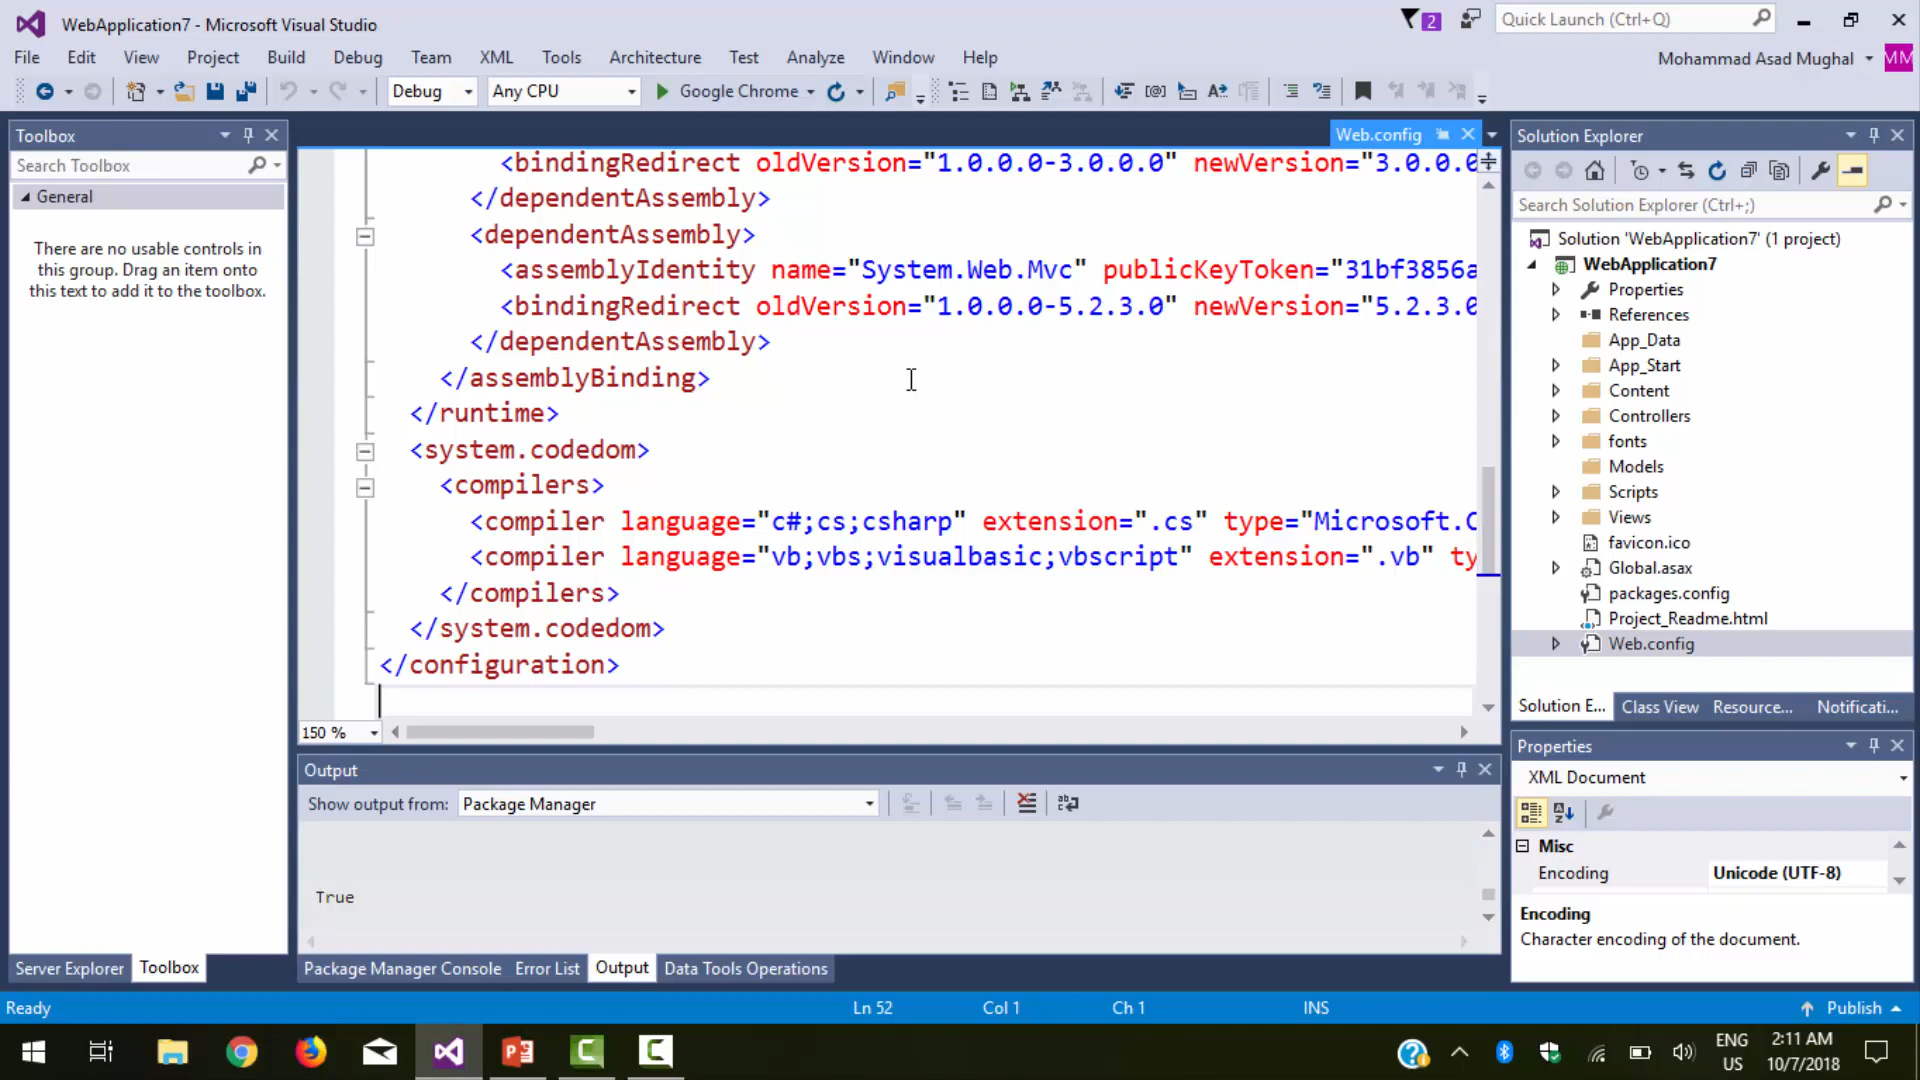 WebApplication7 - Microsoft Visual Studio
2
Quick Launch (Ctrl+Q)
File Edit View Project Build Debug Team XML Tools Architecture Test Analyze Window Help
Mohammad Asad Mughal
MM
Debug
Any CPU
Google Chrome
Toolbox
Search Toolbox
General
There are no usable controls in
this group. Drag an item onto
this text to add it to the toolbox.
Server Explorer
Toolbox
Web.config
<bindingRedirect oldVersion="1.0.0.0-3.0.0.0" newVersion="3.0.0.0
</dependentAssembly>
<dependentAssembly>
<assemblyIdentity name="System.Web.Mvc" publicKeyToken="31bf3856a
<bindingRedirect oldVersion="1.0.0.0-5.2.3.0" newVersion="5.2.3.0
</dependentAssembly>
</assemblyBinding>
</runtime>
<system.codedom>
<compilers>
<compiler language="c#;cs;csharp" extension=".cs" type="Microsoft.C
<compiler language="vb;vbs;visualbasic;vbscript" extension=".vb" ty
</compilers>
</system.codedom>
</configuration>
150 %
Output
Show output from: Package Manager
True
Package Manager Console
Error List
Output
Data Tools Operations
Solution Explorer
Search Solution Explorer (Ctrl+;)
Solution 'WebApplication7' (1 project)
WebApplication7
Properties
References
App_Data
App_Start
Content
Controllers
fonts
Models
Scripts
Views
favicon.ico
Global.asax
packages.config
Project_Readme.html
Web.config
Solution E...
Class View
Resource...
Notificati...
Properties
XML Document
Misc
Encoding Unicode (UTF-8)
Encoding
Character encoding of the document.
Ready
Ln 52
Col 1
Ch 1
INS
Publish
ENG
US
2:11 AM
10/7/2018